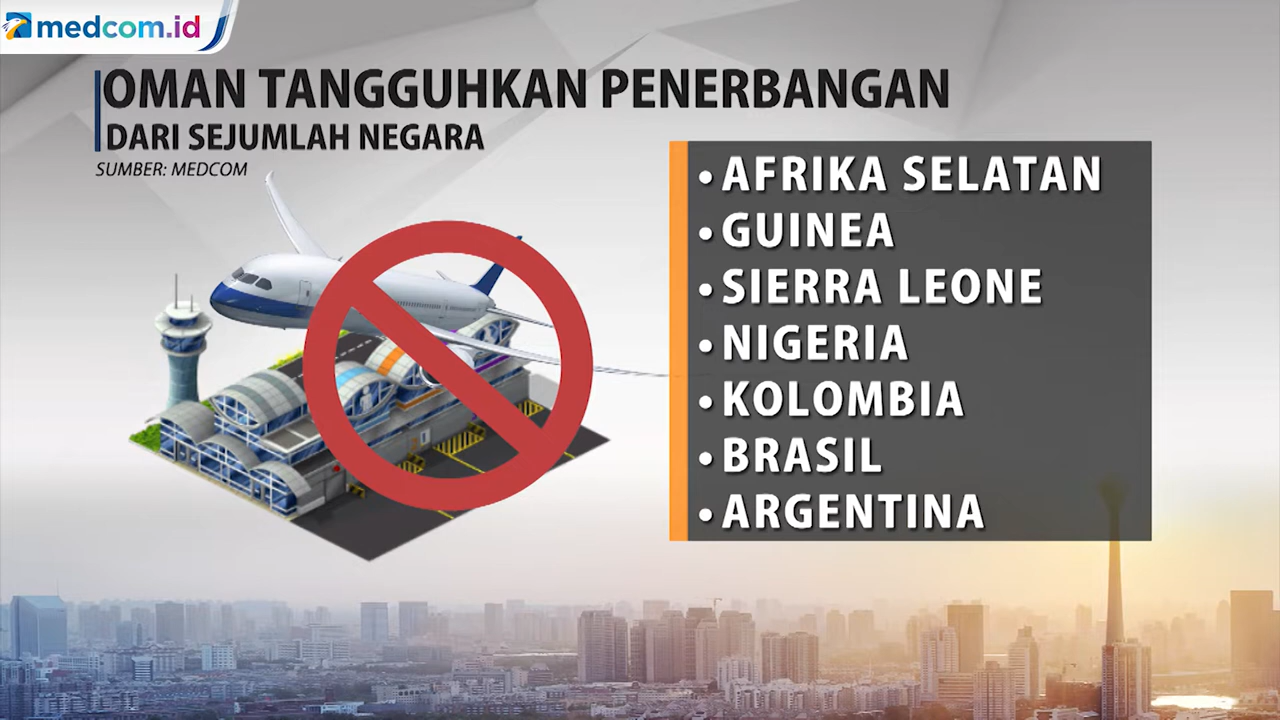 medcom.id
OMAN TANGGUHKAN PENERBANGAN
DARI SEJUMLAH NEGARA
SUMBER: MEDCOM
• AFRIKA SELATAN
• GUINEA
• SIERRA LEONE
• NIGERIA
• KOLOMBIA
• BRASIL
• ARGENTINA